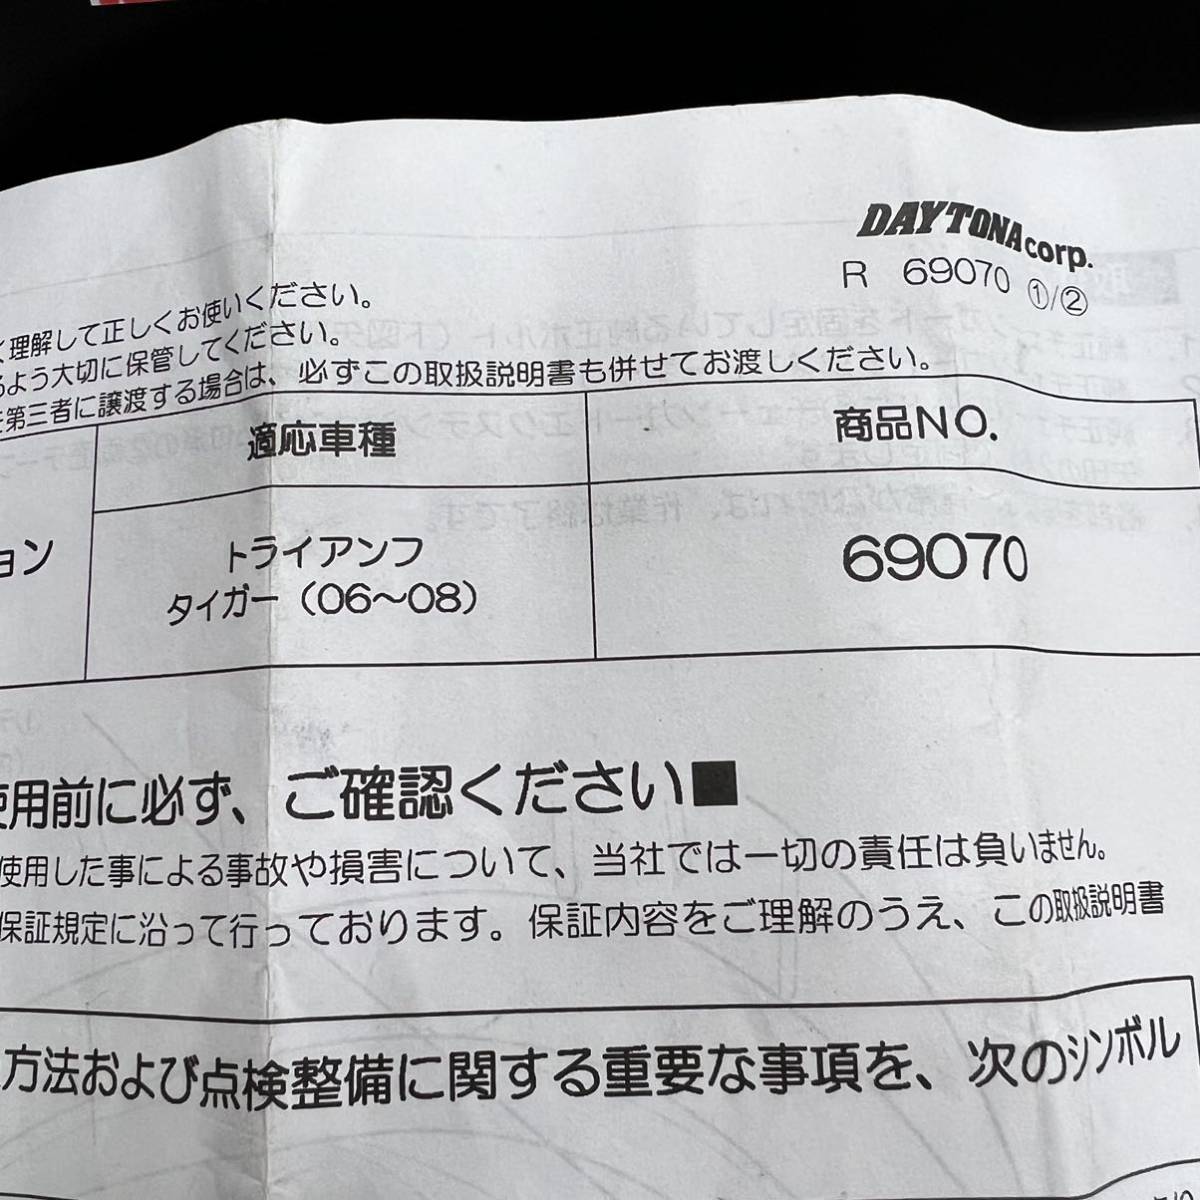 DAYTONA corp.
R 69070 ①/②
理解して正しくお使いください。
よう大切に保管してください。
第三者に譲渡する場合は、必ずこの取扱説明書も併せてお渡しください。
適応車種 商品NO.
ョン トライアンフ 69070
タイガー（06～08）
使用前に必ず、ご確認ください■
使用した事による事故や損害について、当社では一切の責任は負いません。
保証規定に沿って行っております。保証内容をご理解のうえ、この取扱説明書
方法および点検整備に関する重要な事項を、次のシンボル